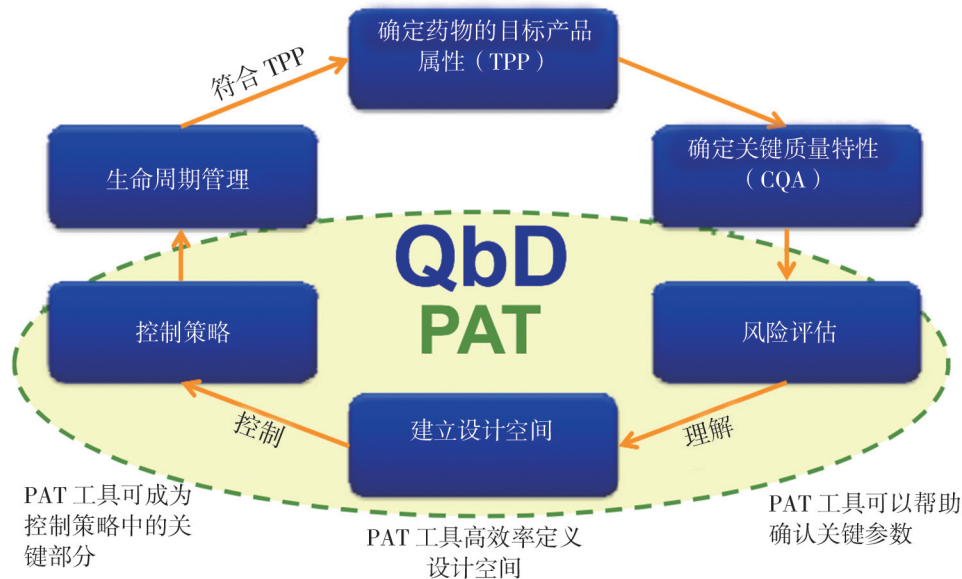 确定药物的目标产品
属性（TPP）
符合 TPP
生命周期管理
确定关键质量特性
（CQA）
QbD
PAT
控制策略
风险评估
控制
建立设计空间
理解
PAT 工具可成为
控制策略中的关
键部分
PAT 工具高效率定义
设计空间
PAT 工具可以帮助
确认关键参数